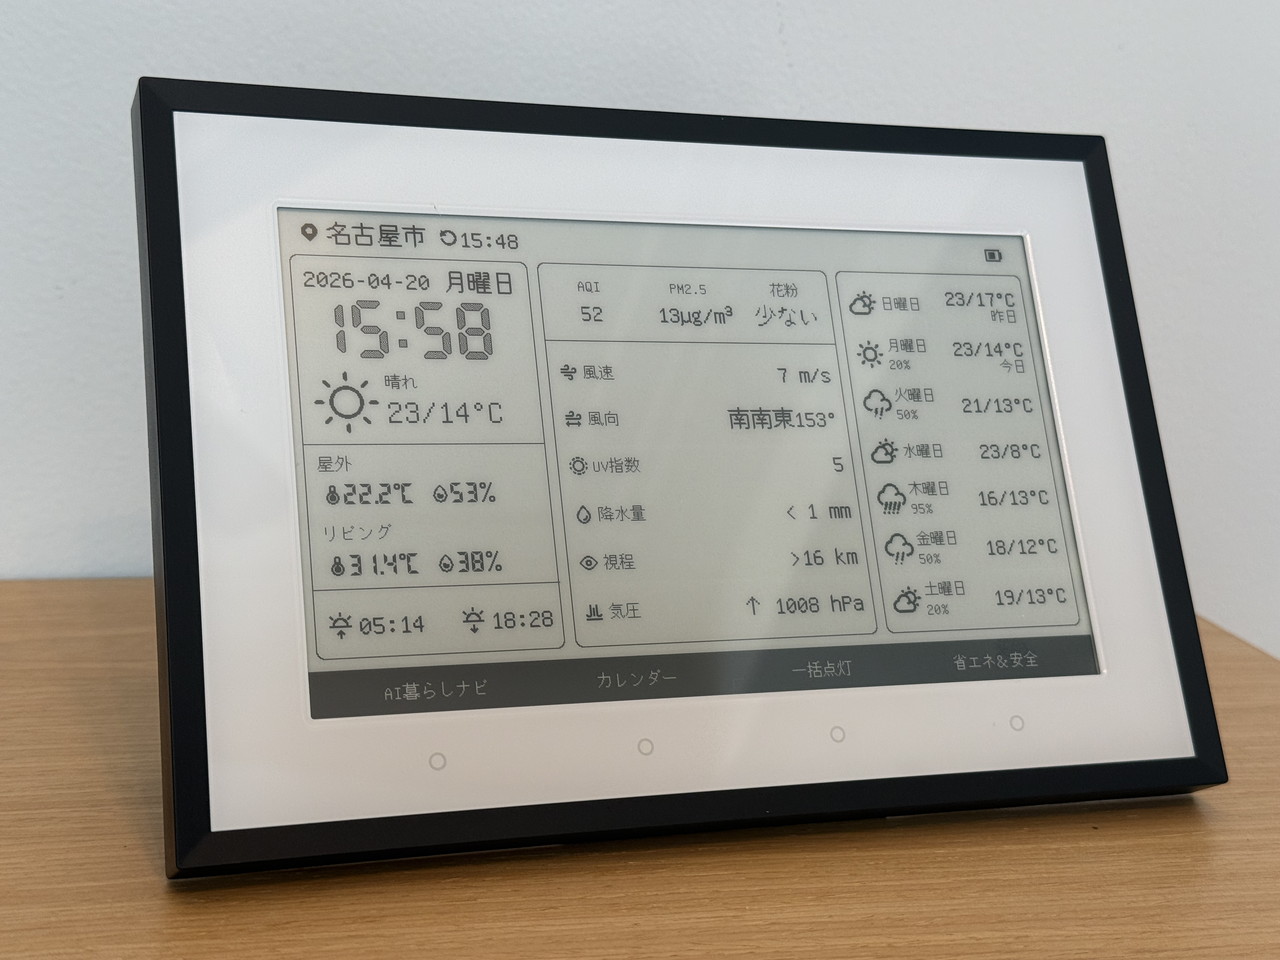 名古屋市 15:48
2026-04-20 月曜日
15:58
晴れ
23/14°C
屋外
22.2℃ 53%
リビング
31.4℃ 38%
05:14 18:28
AQI PM2.5 花粉
52 13µg/m³ 少ない
風速 7 m/s
風向 南南東153°
UV指数 5
降水量 < 1 mm
視程 >16 km
気圧 ↑ 1008 hPa
日曜日 23/17°C
昨日
月曜日 23/14°C
20% 今日
火曜日 21/13°C
50%
水曜日 23/8°C
木曜日 16/13°C
95%
金曜日 18/12°C
50%
土曜日 19/13°C
20%
AI暮らしナビ カレンダー 一括点灯 省エネ&安全